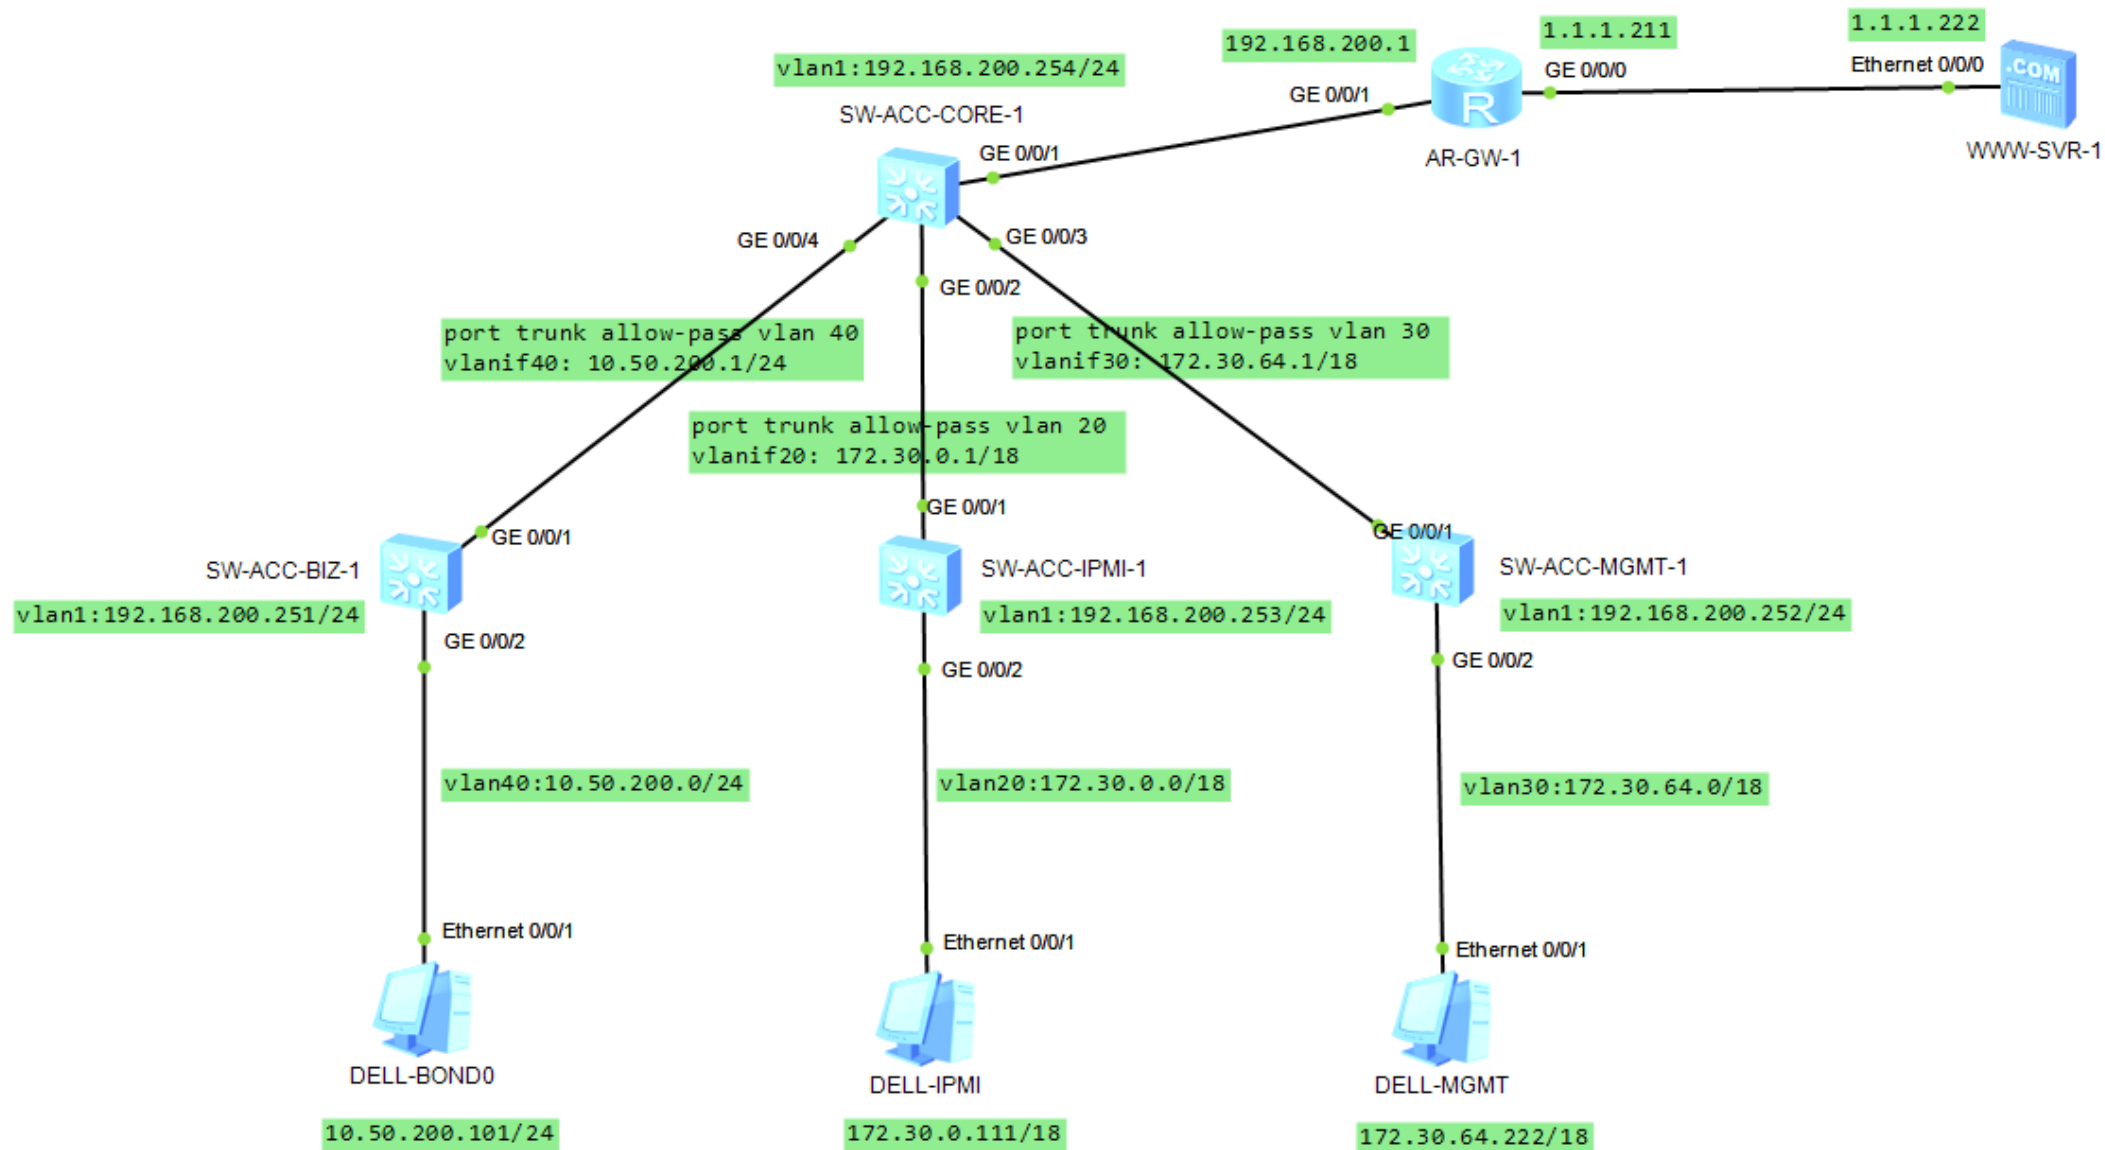 1.1.1.222
1.1.1.211
192.168.200.1
vlan1:192.168.200.254/24
Ethernet 0/0/0
.COM
GE 0/0/0
GE 0/0/1
SW-ACC-CORE-1
R
GE 0/0/1
AR-GW-1
WWW-SVR-1
GE 0/0/4
GE 0/0/3
GE 0/0/2
port trunk allow-pass vlan 40
vlanif40: 10.50.200.1/24
port trunk allow-pass vlan 30
vlanif30: 172.30.64.1/18
port trunk allow-pass vlan 20
vlanif20: 172.30.0.1/18
GE 0/0/1
GE 0/0/1
GE 0/0/1
SW-ACC-BIZ-1
SW-ACC-IPMI-1
SW-ACC-MGMT-1
vlan1:192.168.200.251/24
vlan1:192.168.200.253/24
vlan1:192.168.200.252/24
GE 0/0/2
GE 0/0/2
GE 0/0/2
vlan40:10.50.200.0/24
vlan20:172.30.0.0/18
vlan30:172.30.64.0/18
Ethernet 0/0/1
Ethernet 0/0/1
Ethernet 0/0/1
DELL-BOND0
DELL-IPMI
DELL-MGMT
10.50.200.101/24
172.30.0.111/18
172.30.64.222/18